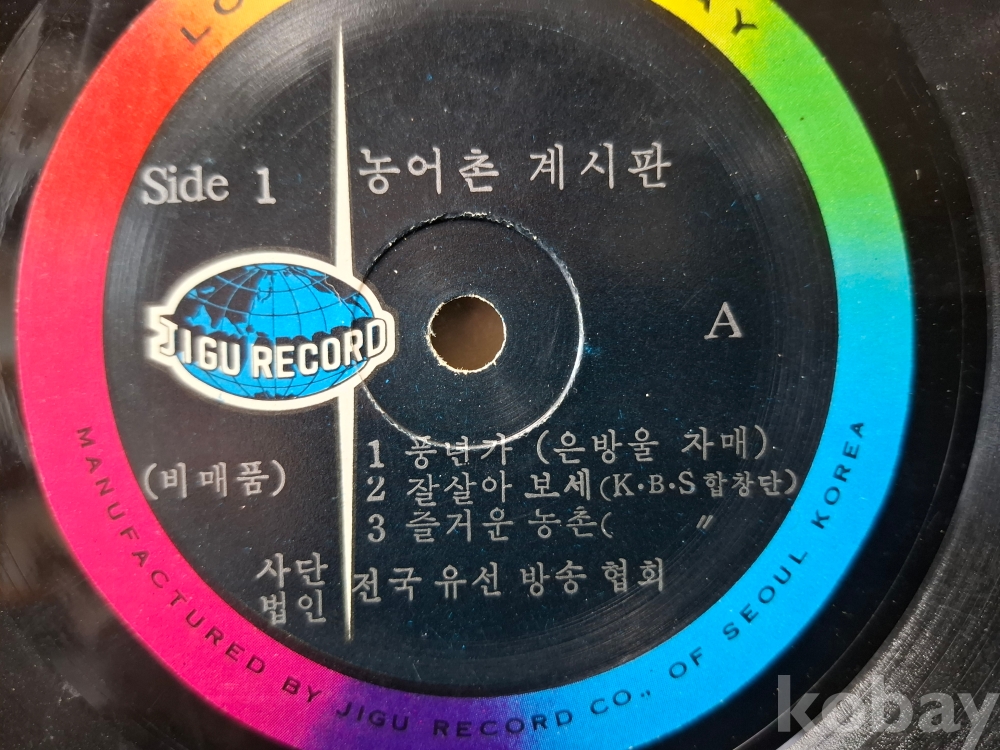 Side 1
농어촌 계시판
JIGU RECORD
A
(비매품)
1 풍년가 (은방울 자매)
2 잘살아 보세 (K·B·S 합창단)
3 즐거운 농촌 ( 〃
사단법인 전국 유선 방송 협회
MANUFACTURED BY JIGU RECORD CO., OF SEOUL KOREA
kobay